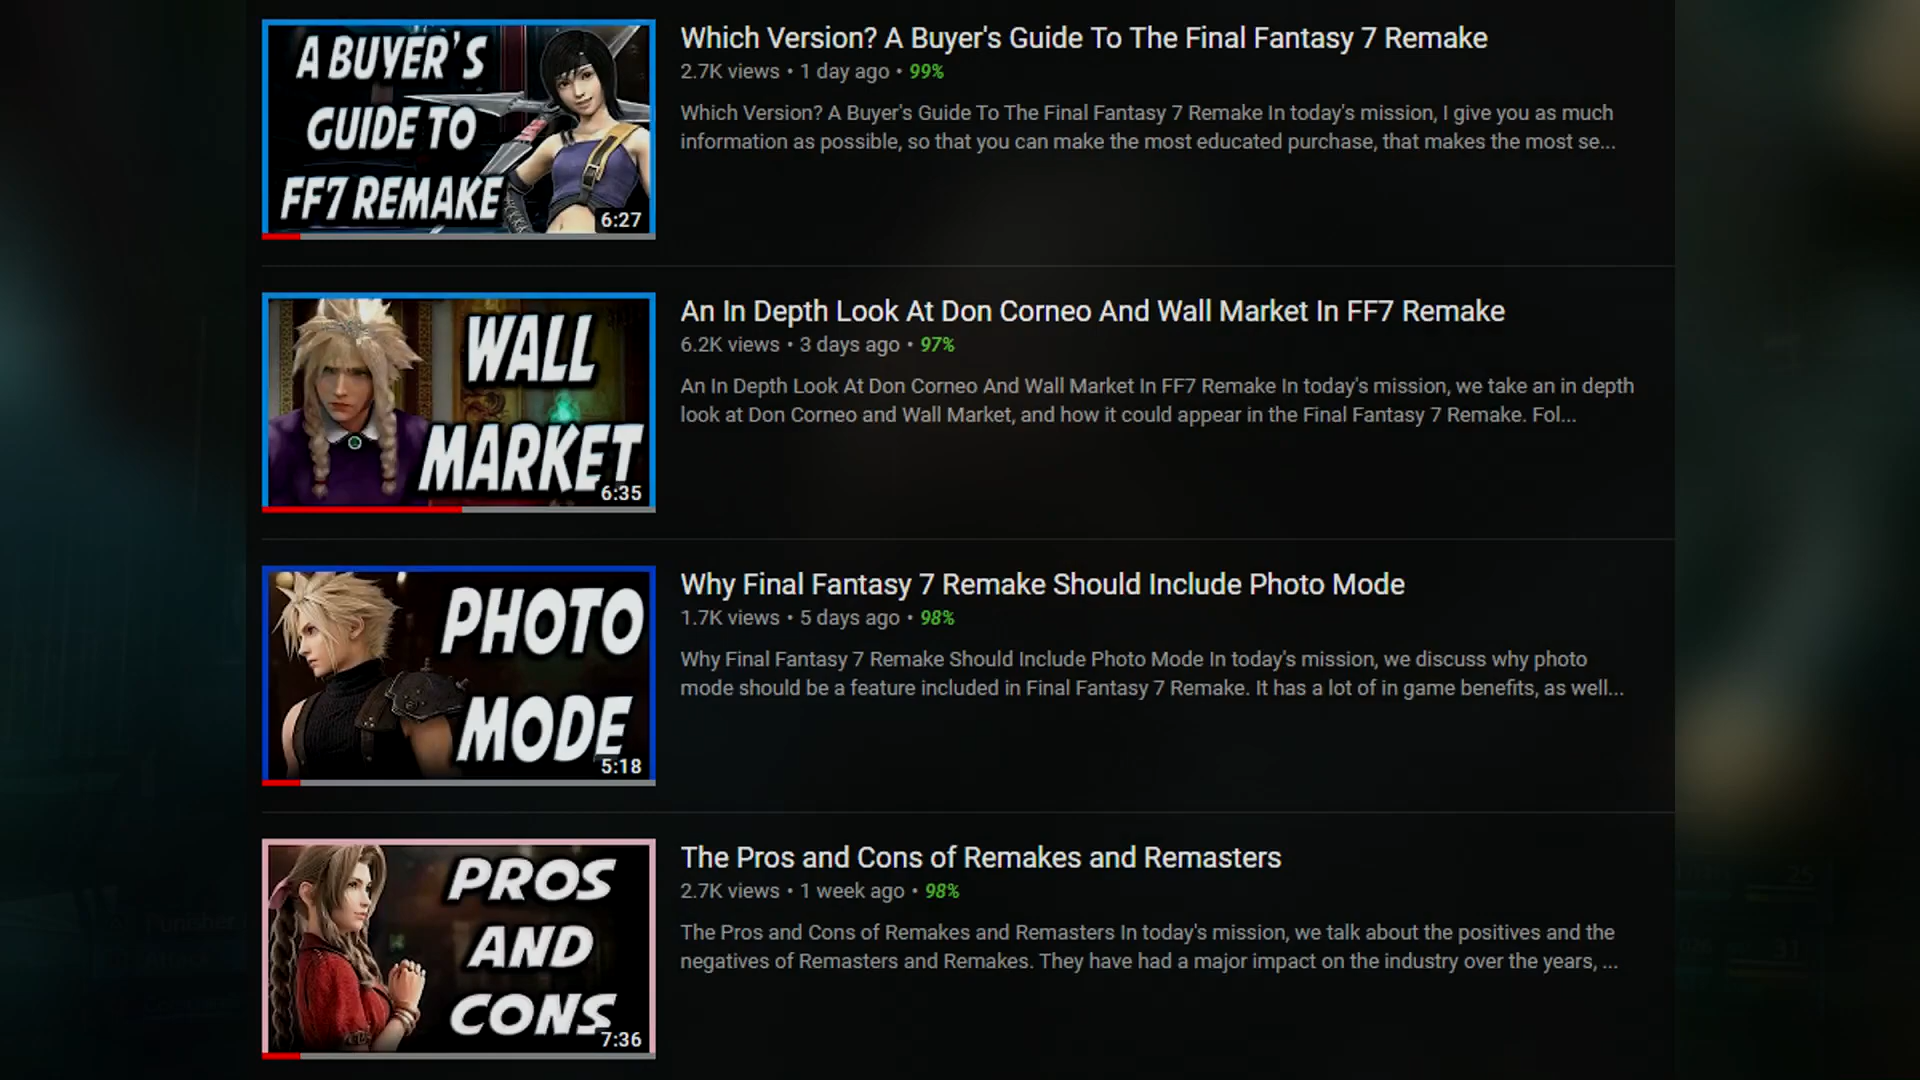 A BUYER'S
GUIDE TO
FF7 REMAKE
6:27
Which Version? A Buyer's Guide To The Final Fantasy 7 Remake
2.7K views • 1 day ago • 99%
Which Version? A Buyer's Guide To The Final Fantasy 7 Remake In today's mission, I give you as much
information as possible, so that you can make the most educated purchase, that makes the most se...
WALL
MARKET
6:35
An In Depth Look At Don Corneo And Wall Market In FF7 Remake
6.2K views • 3 days ago • 97%
An In Depth Look At Don Corneo And Wall Market In FF7 Remake In today's mission, we take an in depth
look at Don Corneo and Wall Market, and how it could appear in the Final Fantasy 7 Remake. Fol...
PHOTO
MODE
5:18
Why Final Fantasy 7 Remake Should Include Photo Mode
1.7K views • 5 days ago • 98%
Why Final Fantasy 7 Remake Should Include Photo Mode In today's mission, we discuss why photo
mode should be a feature included in Final Fantasy 7 Remake. It has a lot of in game benefits, as well...
PROS
AND
CONS
7:36
The Pros and Cons of Remakes and Remasters
2.7K views • 1 week ago • 98%
The Pros and Cons of Remakes and Remasters In today's mission, we talk about the positives and the
negatives of Remasters and Remakes. They have had a major impact on the industry over the years, ...
Punisher
Attack
25
31